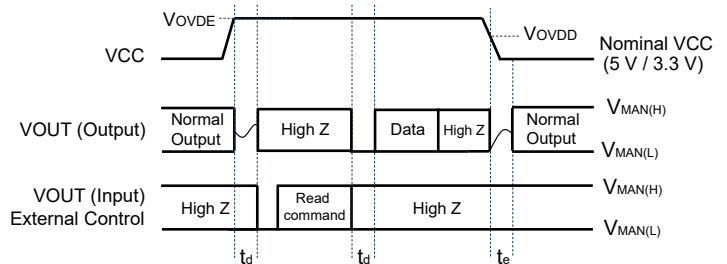 VOVDE
VCC
VOVDD
Nominal VCC
(5 V / 3.3 V)
VOUT (Output)
Normal
Output
High Z
Data
High Z
Normal
Output
VMAN(H)
VMAN(L)
VOUT (Input)
External Control
High Z
Read
command
High Z
VMAN(H)
VMAN(L)
td
td
te